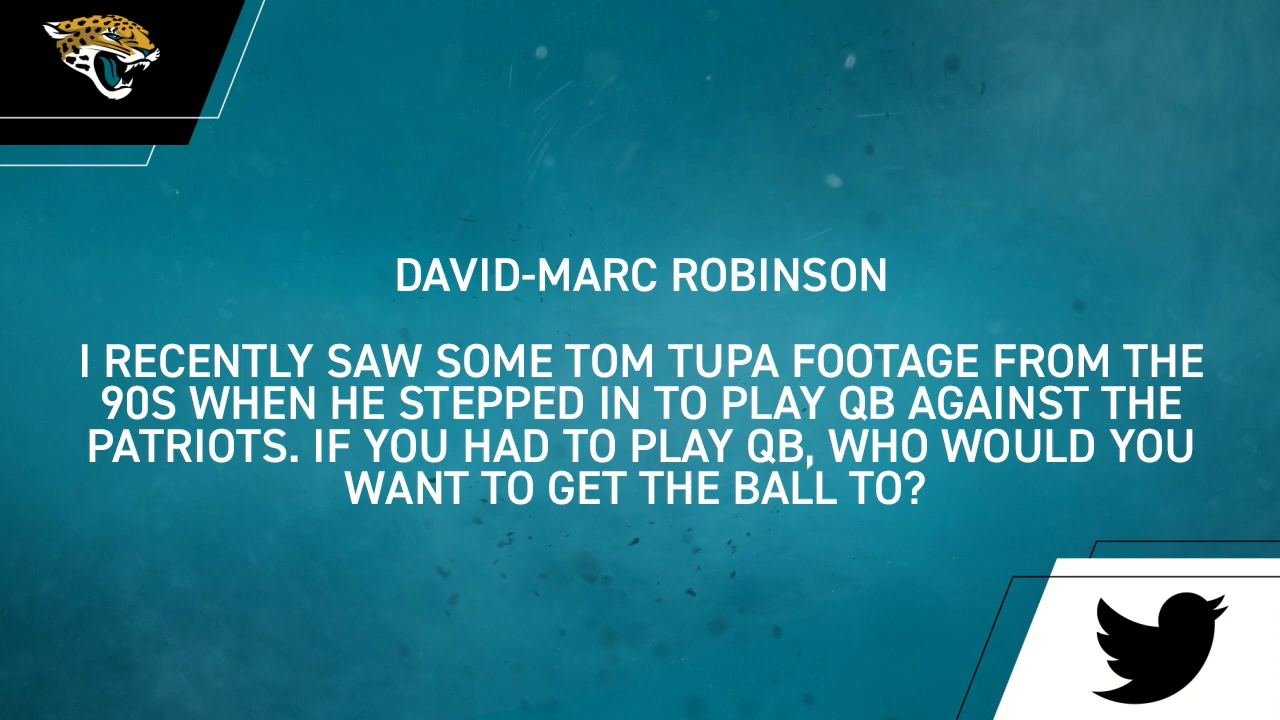 DAVID-MARC ROBINSON
I RECENTLY SAW SOME TOM TUPA FOOTAGE FROM THE
90S WHEN HE STEPPED IN TO PLAY QB AGAINST THE
PATRIOTS. IF YOU HAD TO PLAY QB, WHO WOULD YOU
WANT TO GET THE BALL TO?